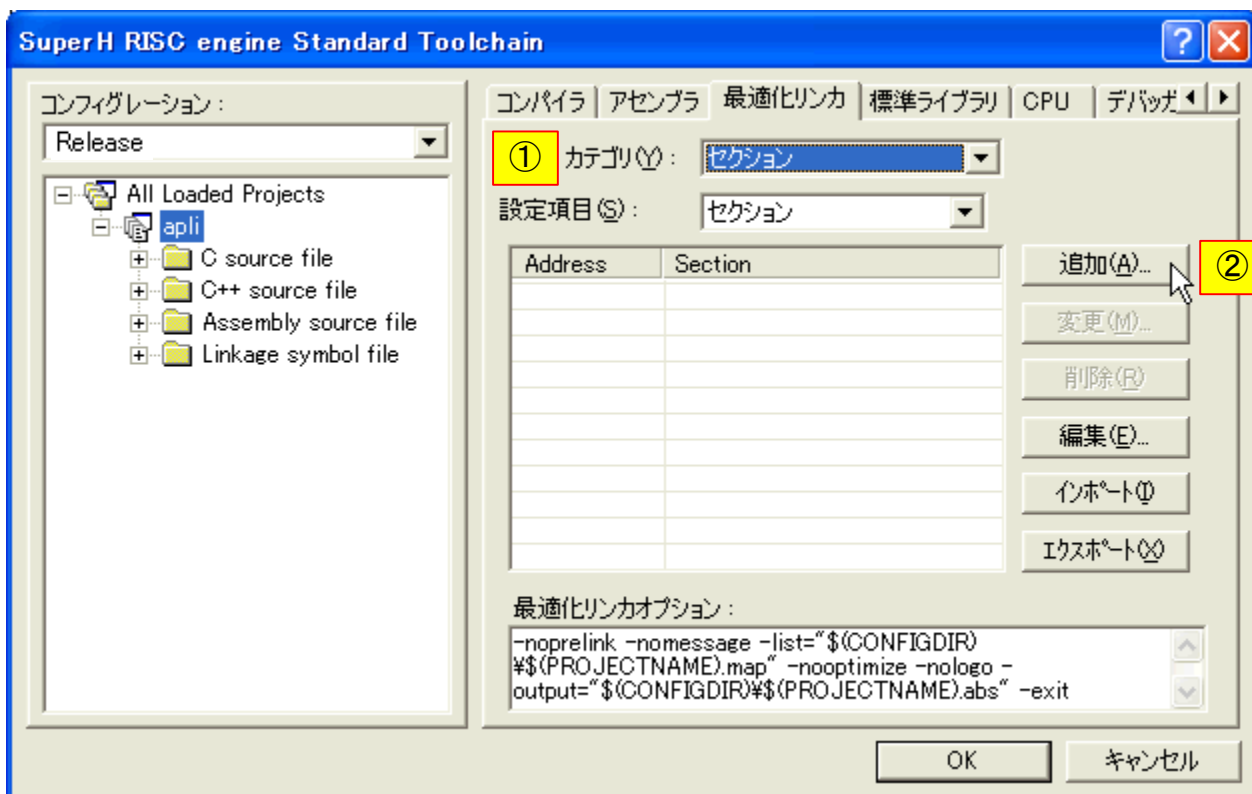 SuperH RISC engine Standard Toolchain
コンフィグレーション :
Release
All Loaded Projects
apli
C source file
C++ source file
Assembly source file
Linkage symbol file
コンパイラ アセンブラ 最適化リンカ 標準ライブラリ CPU デバッガ
① カテゴリ(Y) : セクション
設定項目(S) : セクション
Address Section
追加(A)... ②
変更(M)...
削除(R)
編集(E)...
インポート(I)
エクスポート(X)
最適化リンカオプション :
-noprelink -nomessage -list="$(CONFIGDIR)
¥$(PROJECTNAME).map" -nooptimize -nologo -
output="$(CONFIGDIR)¥$(PROJECTNAME).abs" -exit
OK キャンセル